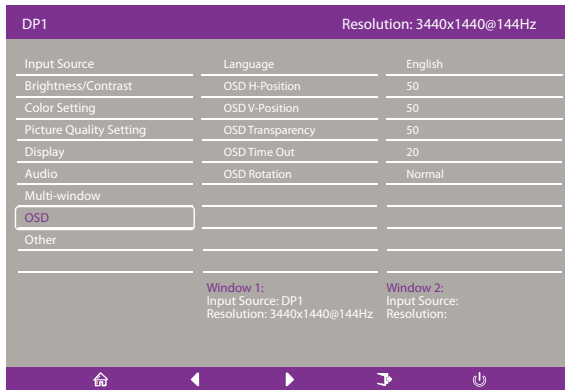 DP1 Resolution: 3440x1440@144Hz
Input Source Language English
Brightness/Contrast OSD H-Position 50
Color Setting OSD V-Position 50
Picture Quality Setting OSD Transparency 50
Display OSD Time Out 20
Audio OSD Rotation Normal
Multi-window
OSD
Other
Window 1: Window 2:
Input Source: DP1 Input Source:
Resolution: 3440x1440@144Hz Resolution: